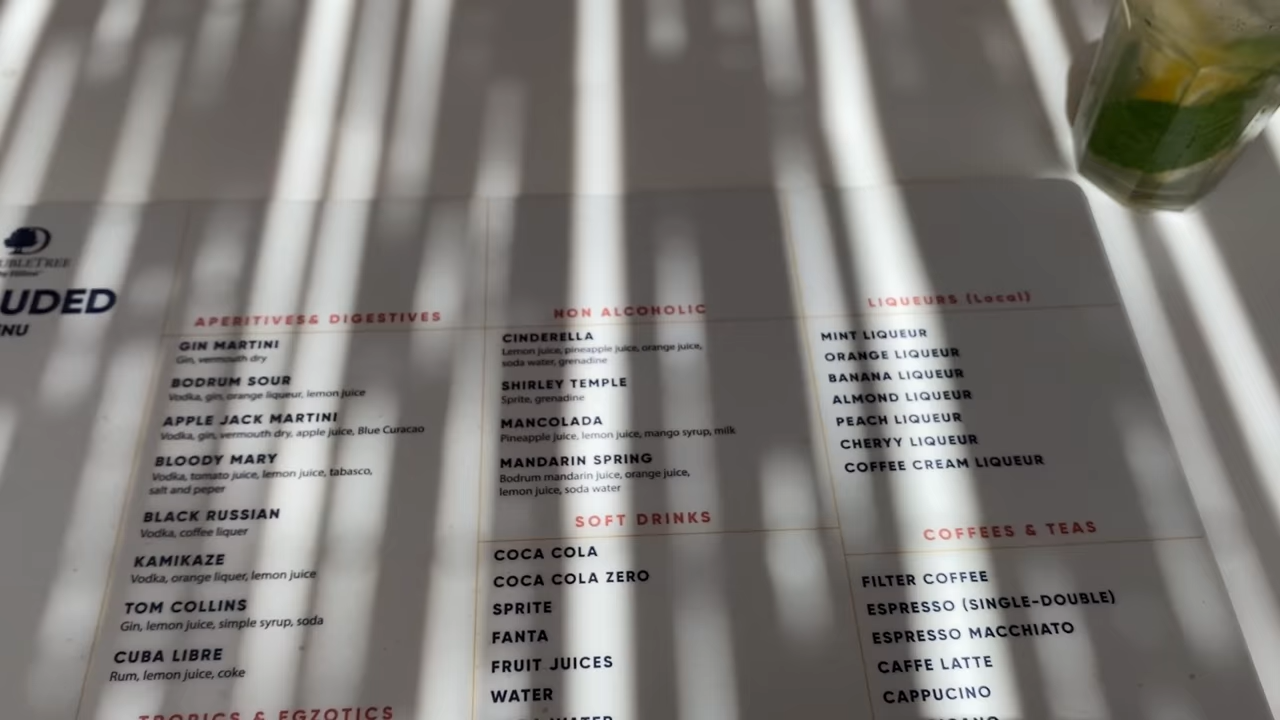 UBLETREE
UDED
NU
APERITIVES& DIGESTIVES
GIN MARTINI
Gin, vermouth dry
BODRUM SOUR
Vodka, gin, orange liqueur, lemon juice
APPLE JACK MARTINI
Vodka, gin, vermouth dry, apple juice, Blue Curacao
BLOODY MARY
Vodka, tomato juice, lemon juice, tabasco,
salt and peper
BLACK RUSSIAN
Vodka, coffee liquer
KAMIKAZE
Vodka, orange liquer, lemon juice
TOM COLLINS
Gin, lemon juice, simple syrup, soda
CUBA LIBRE
Rum, lemon juice, coke
TROPICS & EGZOTICS
NON ALCOHOLIC
CINDERELLA
Lemon juice, pineapple juice, orange juice,
soda water, grenadine
SHIRLEY TEMPLE
Sprite, grenadine
MANCOLADA
Pineapple juice, lemon juice, mango syrup, milk
MANDARIN SPRING
Bodrum mandarin juice, orange juice,
lemon juice, soda water
SOFT DRINKS
COCA COLA
COCA COLA ZERO
SPRITE
FANTA
FRUIT JUICES
WATER
WATER
LIQUEURS (Local)
MINT LIQUEUR
ORANGE LIQUEUR
BANANA LIQUEUR
ALMOND LIQUEUR
PEACH LIQUEUR
CHERYY LIQUEUR
COFFEE CREAM LIQUEUR
COFFEES & TEAS
FILTER COFFEE
ESPRESSO (SINGLE-DOUBLE)
ESPRESSO MACCHIATO
CAFFE LATTE
CAPPUCINO